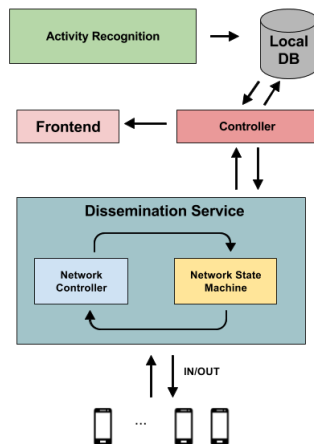 Activity Recognition
Local
DB
Frontend
Controller
Dissemination Service
Network
Controller
Network State
Machine
IN/OUT
...